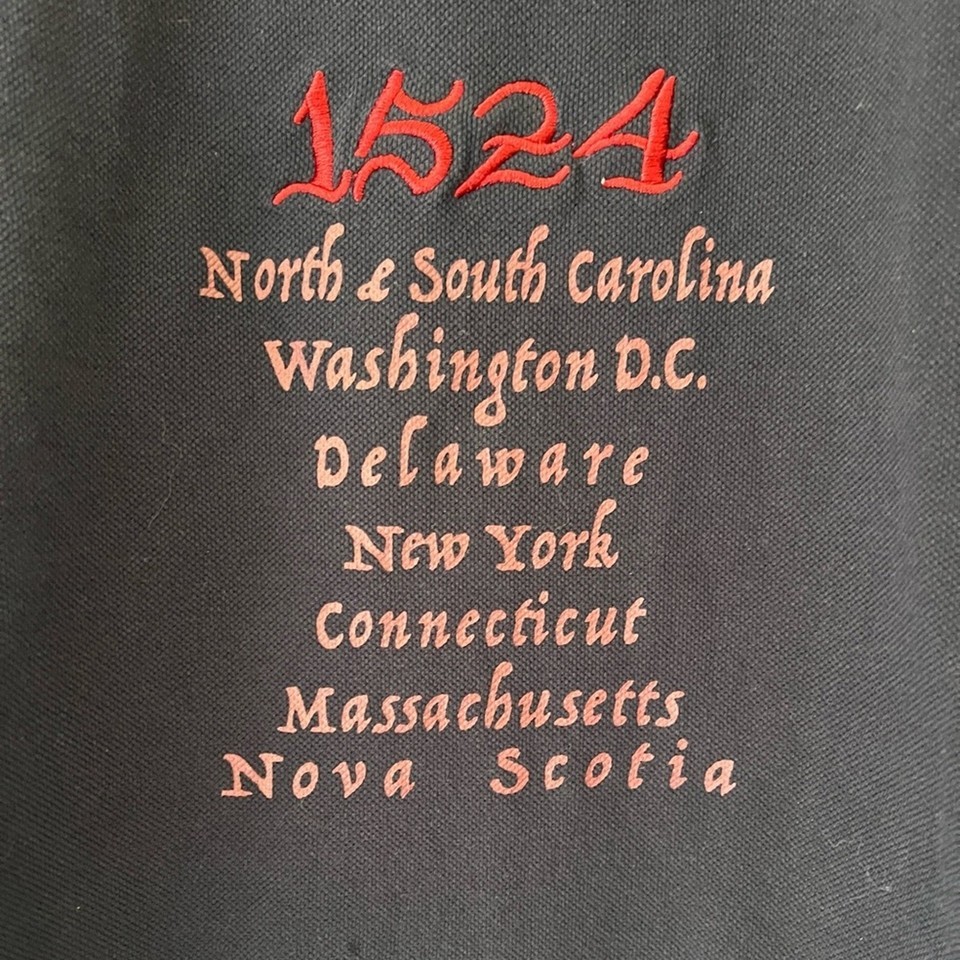 1524
North & South Carolina
Washington D.C.
Delaware
New York
Connecticut
Massachusetts
Nova Scotia